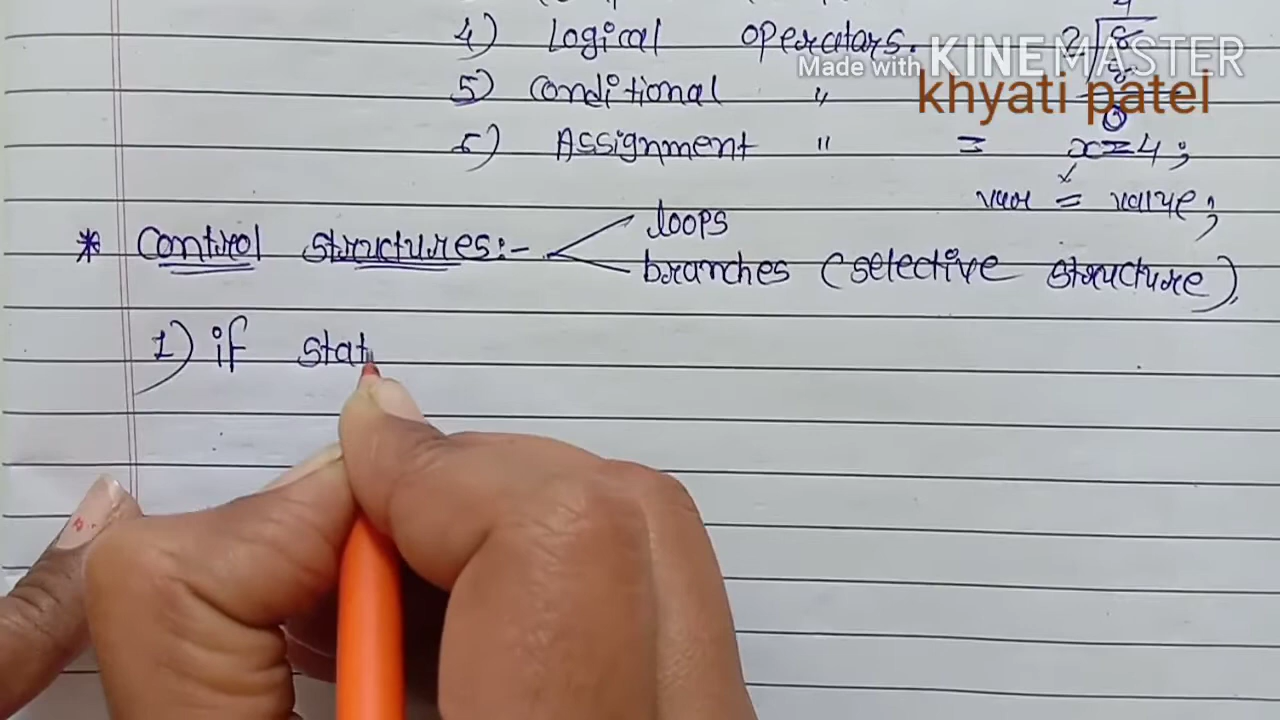 4) Logical operators.
Made with KINEMASTER
khyati patel
5) Conditional "
6) Assignment " = x=4;
var = value;
* Control structures:- loops
branches (selective structure),
1) if stat